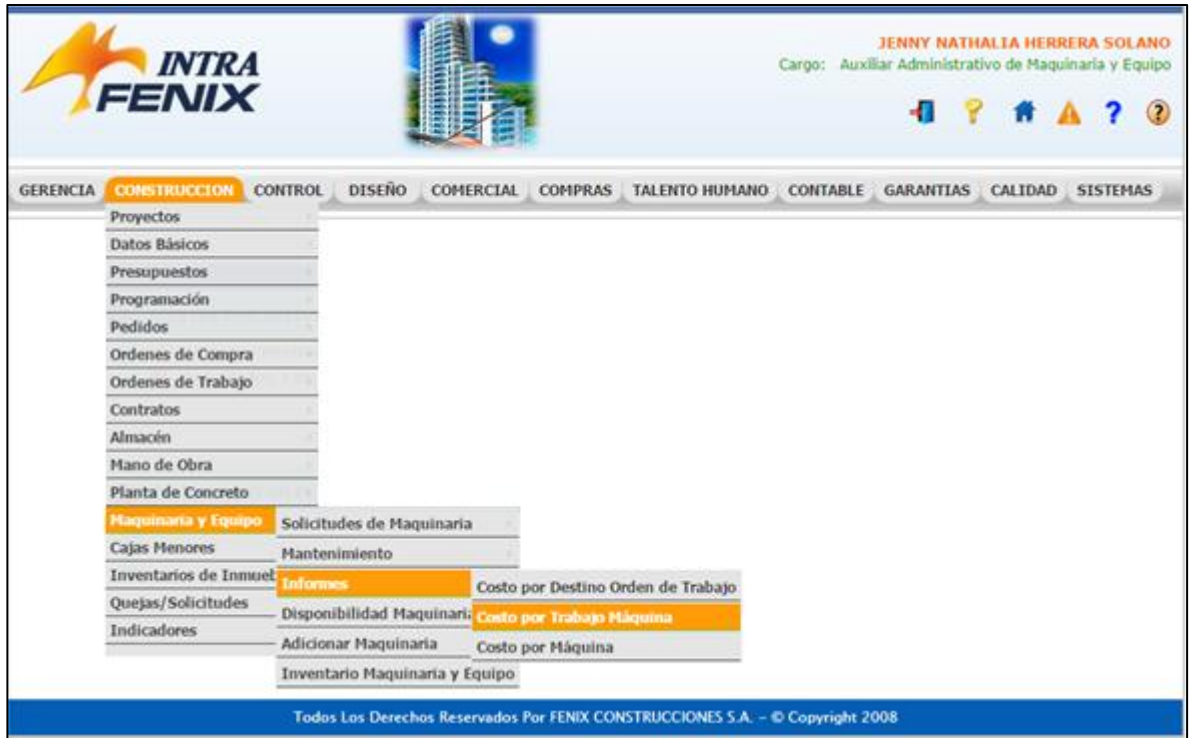 INTRA
FENIX
JENNY NATHALIA HERRERA SOLANO
Cargo: Auxiliar Administrativo de Maquinaria y Equipo
GERENCIA CONSTRUCCION CONTROL DISEÑO COMERCIAL COMPRAS TALENTO HUMANO CONTABLE GARANTIAS CALIDAD SISTEMAS
Proyectos
Datos Básicos
Presupuestos
Programación
Pedidos
Ordenes de Compra
Ordenes de Trabajo
Contratos
Almacén
Mano de Obra
Planta de Concreto
Maquinaria y Equipo
Cajas Menores
Inventarios de Inmueb
Quejas/Solicitudes
Indicadores
Solicitudes de Maquinaria
Mantenimiento
Informes
Disponibilidad Maquinaria
Adicionar Maquinaria
Inventario Maquinaria y Equipo
Costo por Destino Orden de Trabajo
Costo por Trabajo Máquina
Costo por Máquina
Todos Los Derechos Reservados Por FENIX CONSTRUCCIONES S.A. - © Copyright 2008